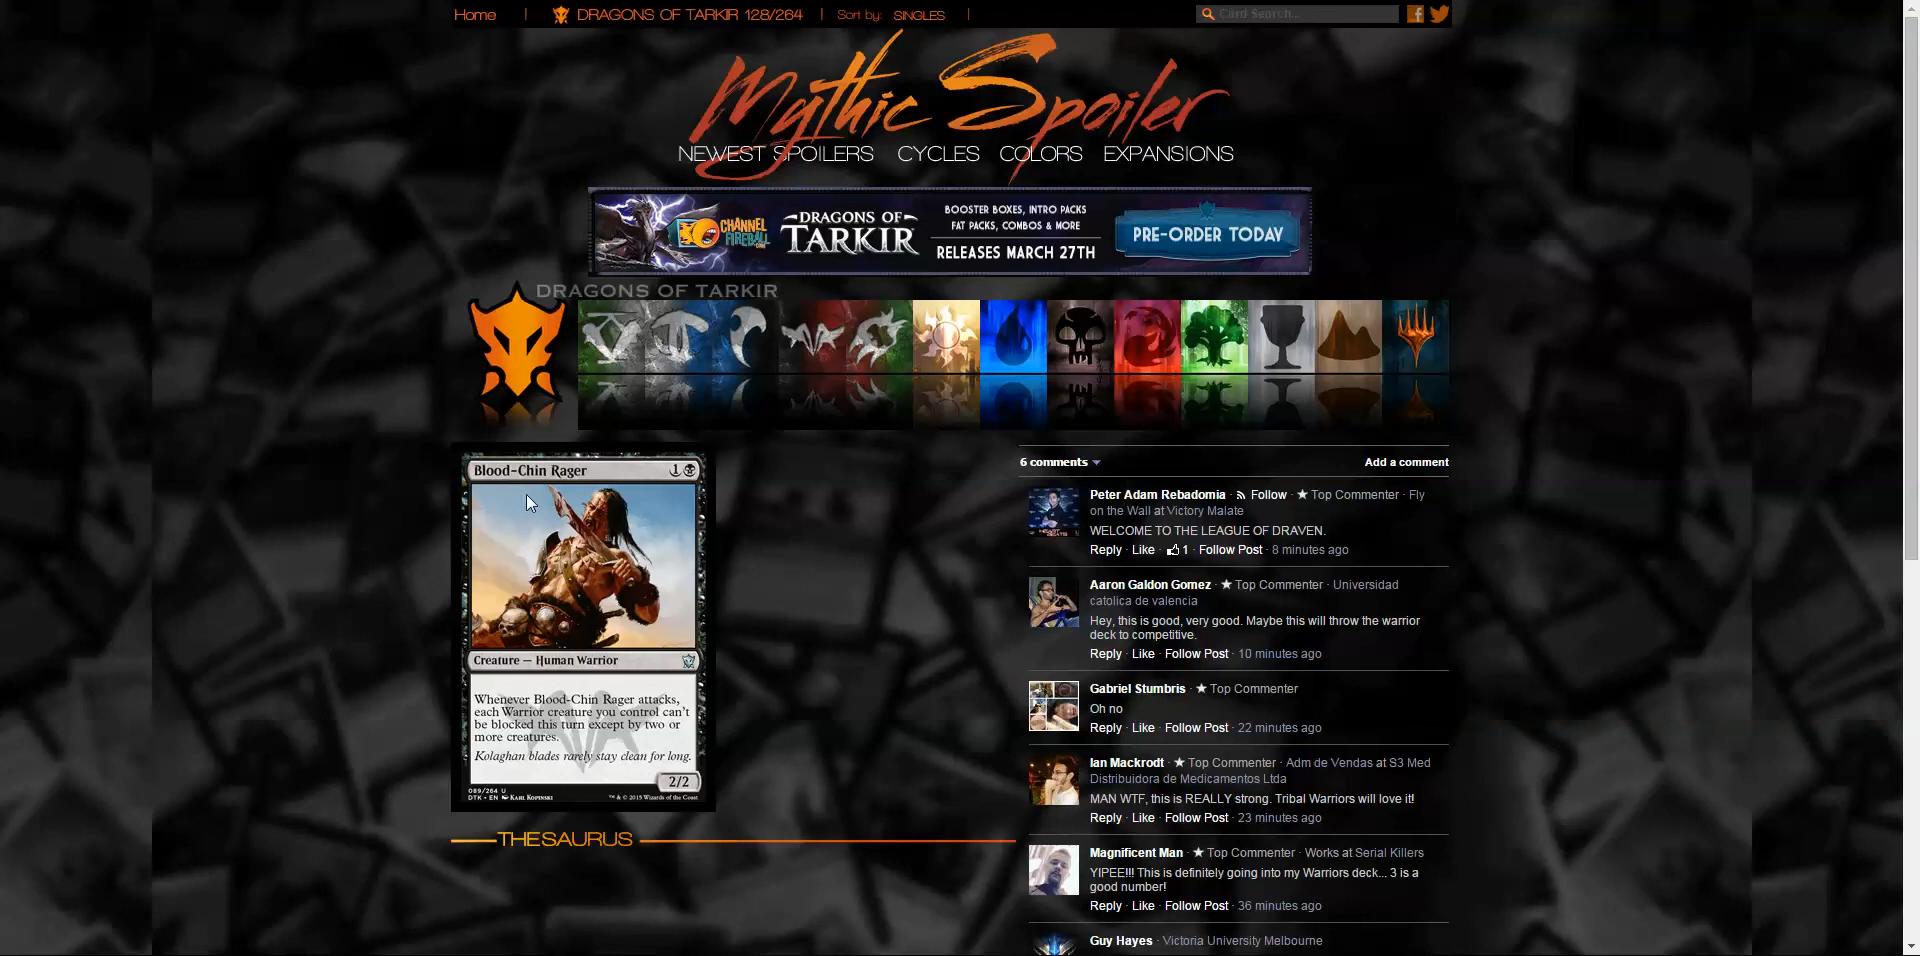 Home
DRAGONS OF TARKIR 128/264
Sort by: SINGLES
Card Search...
Mythic Spoiler
NEWEST SPOILERS CYCLES COLORS EXPANSIONS
CHANNEL
FIREBALL
.COM
DRAGONS OF
TARKIR
BOOSTER BOXES, INTRO PACKS
FAT PACKS, COMBOS & MORE
RELEASES MARCH 27TH
PRE-ORDER TODAY
DRAGONS OF TARKIR
Blood-Chin Rager 1
Creature — Human Warrior
Whenever Blood-Chin Rager attacks,
each Warrior creature you control can't
be blocked this turn except by two or
more creatures.
Kolaghan blades rarely stay clean for long.
2/2
089/264 U
DTK • EN Karl Kopinski
™ & © 2015 Wizards of the Coast
THESAURUS
6 comments
Add a comment
Peter Adam Rebadomia · Follow · Top Commenter · Fly
on the Wall at Victory Malate
WELCOME TO THE LEAGUE OF DRAVEN.
Reply · Like · 1 · Follow Post · 8 minutes ago
Aaron Galdon Gomez · Top Commenter · Universidad
catolica de valencia
Hey, this is good, very good. Maybe this will throw the warrior
deck to competitive.
Reply · Like · Follow Post · 10 minutes ago
Gabriel Stumbris · Top Commenter
Oh no
Reply · Like · Follow Post · 22 minutes ago
Ian Mackrodt · Top Commenter · Adm de Vendas at S3 Med
Distribuidora de Medicamentos Ltda
MAN WTF, this is REALLY strong. Tribal Warriors will love it!
Reply · Like · Follow Post · 23 minutes ago
Magnificent Man · Top Commenter · Works at Serial Killers
YIPEE!!! This is definitely going into my Warriors deck... 3 is a
good number!
Reply · Like · Follow Post · 36 minutes ago
Guy Hayes · Victoria University Melbourne